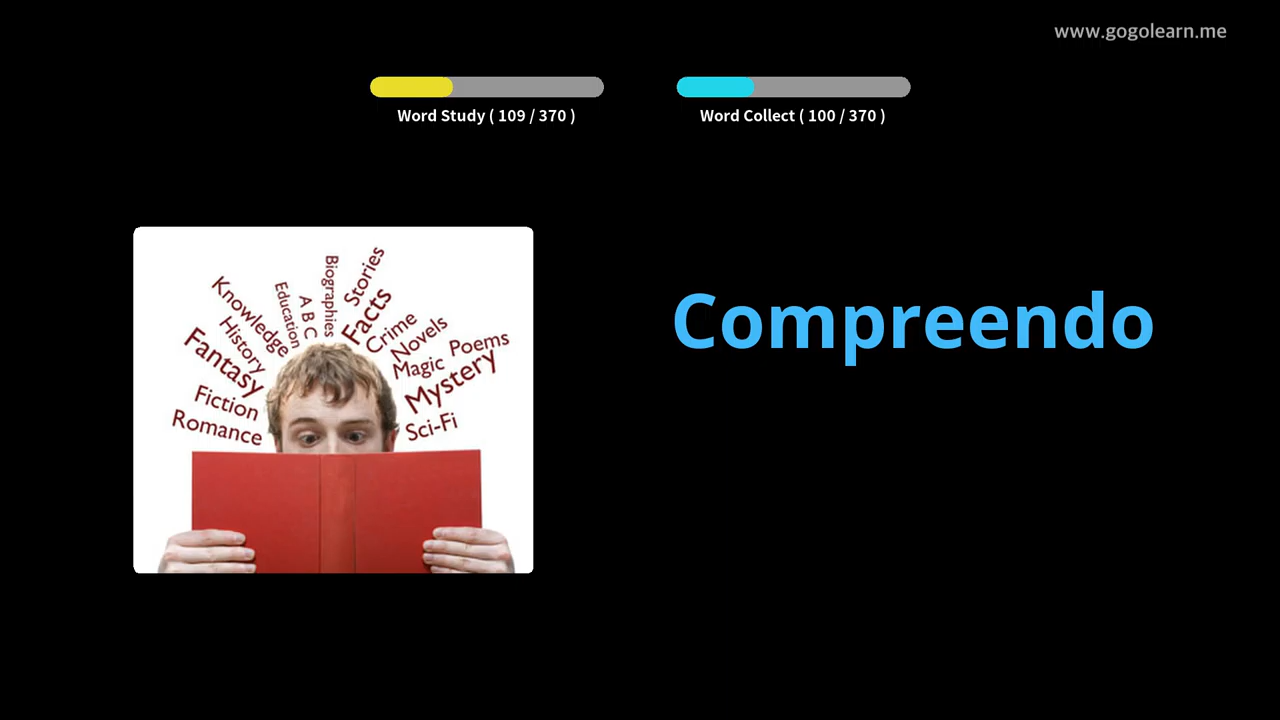 www.gogolearn.me
Word Study ( 109 / 370 )
Word Collect ( 100 / 370 )
Knowledge
Education
A B C
Biographies
Stories
Facts
Crime
Novels
Poems
Magic
Mystery
Sci-Fi
History
Fantasy
Fiction
Romance
Compreendo